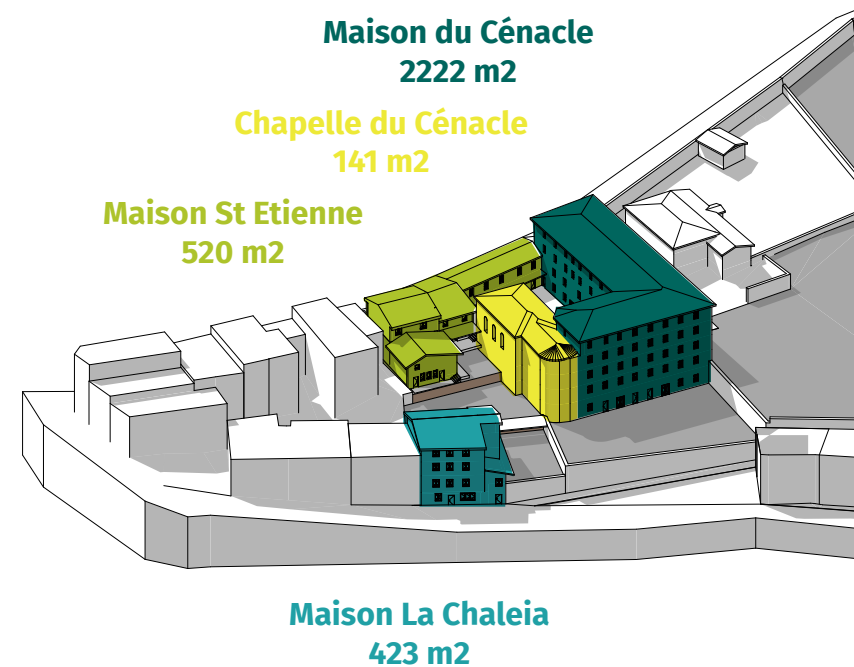 Maison du Cénacle
2222 m2
Chapelle du Cénacle
141 m2
Maison St Etienne
520 m2
Maison La Chaleia
423 m2